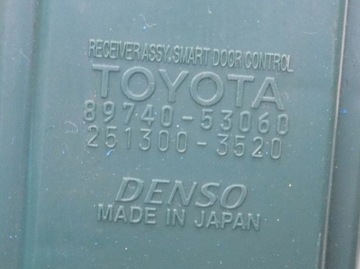 RECEIVER ASSY, SMART DOOR CONTROL
TOYOTA
89740-53060
251300-3520
DENSO
MADE IN JAPAN